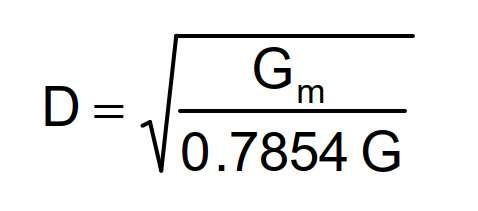 D = √(G_m / 0.7854 G)